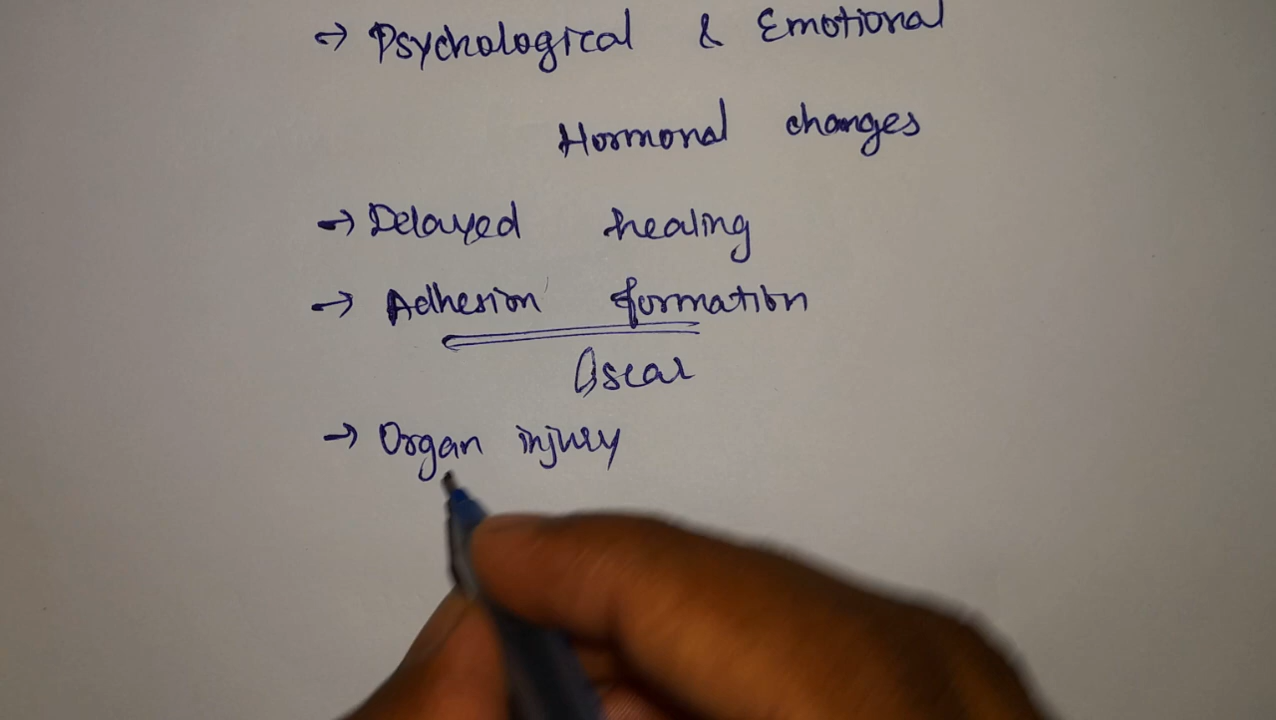 → Psychological & Emotional
Hormonal changes
→ Delayed healing
→ Adhesion formation
scar
→ Organ injury